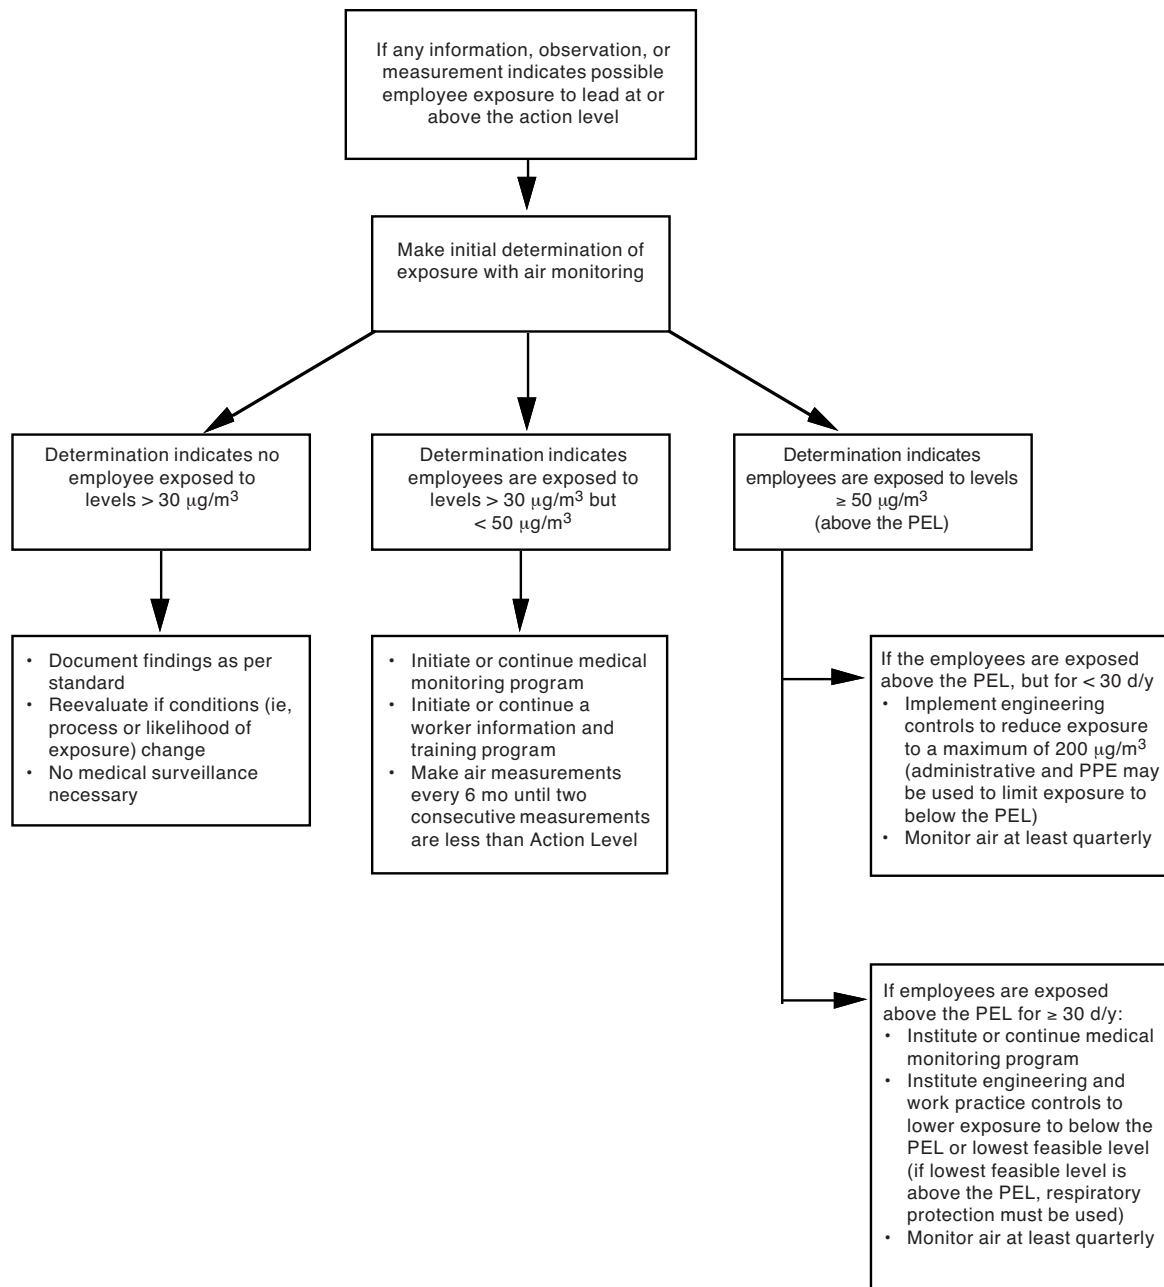 If any information, observation, or
measurement indicates possible
employee exposure to lead at or
above the action level
Make initial determination of
exposure with air monitoring
Determination indicates no
employee exposed to
levels > 30 µg/m³
Determination indicates
employees are exposed to
levels > 30 µg/m³ but
< 50 µg/m³
Determination indicates
employees are exposed to levels
≥ 50 µg/m³
(above the PEL)
• Document findings as per
standard
• Reevaluate if conditions (ie,
process or likelihood of
exposure) change
• No medical surveillance
necessary
• Initiate or continue medical
monitoring program
• Initiate or continue a
worker information and
training program
• Make air measurements
every 6 mo until two
consecutive measurements
are less than Action Level
If the employees are exposed
above the PEL, but for < 30 d/y
• Implement engineering
controls to reduce exposure
to a maximum of 200 µg/m³
(administrative and PPE may
be used to limit exposure to
below the PEL)
• Monitor air at least quarterly
If employees are exposed
above the PEL for ≥ 30 d/y:
• Institute or continue medical
monitoring program
• Institute engineering and
work practice controls to
lower exposure to below the
PEL or lowest feasible level
(if lowest feasible level is
above the PEL, respiratory
protection must be used)
• Monitor air at least quarterly